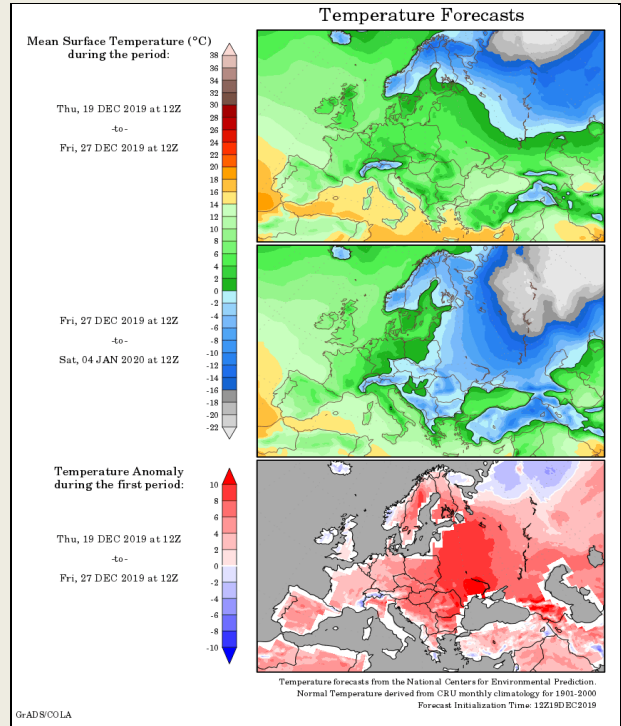 Temperature Forecasts
Mean Surface Temperature (°C)
during the period:
Thu, 19 DEC 2019 at 12Z
-to-
Fri, 27 DEC 2019 at 12Z
38
36
34
32
30
28
26
24
22
20
18
16
14
12
10
8
6
4
2
0
-2
-4
-6
-8
-10
-12
-14
-16
-18
-20
-22
Fri, 27 DEC 2019 at 12Z
-to-
Sat, 04 JAN 2020 at 12Z
Temperature Anomaly
during the first period:
Thu, 19 DEC 2019 at 12Z
-to-
Fri, 27 DEC 2019 at 12Z
10
8
6
4
2
0
-2
-4
-6
-8
-10
Temperature forecasts from the National Centers for Environmental Prediction.
Normal Temperature derived from CRU monthly climatology for 1901-2000
Forecast Initialization Time: 12Z19DEC2019
GrADS/COLA